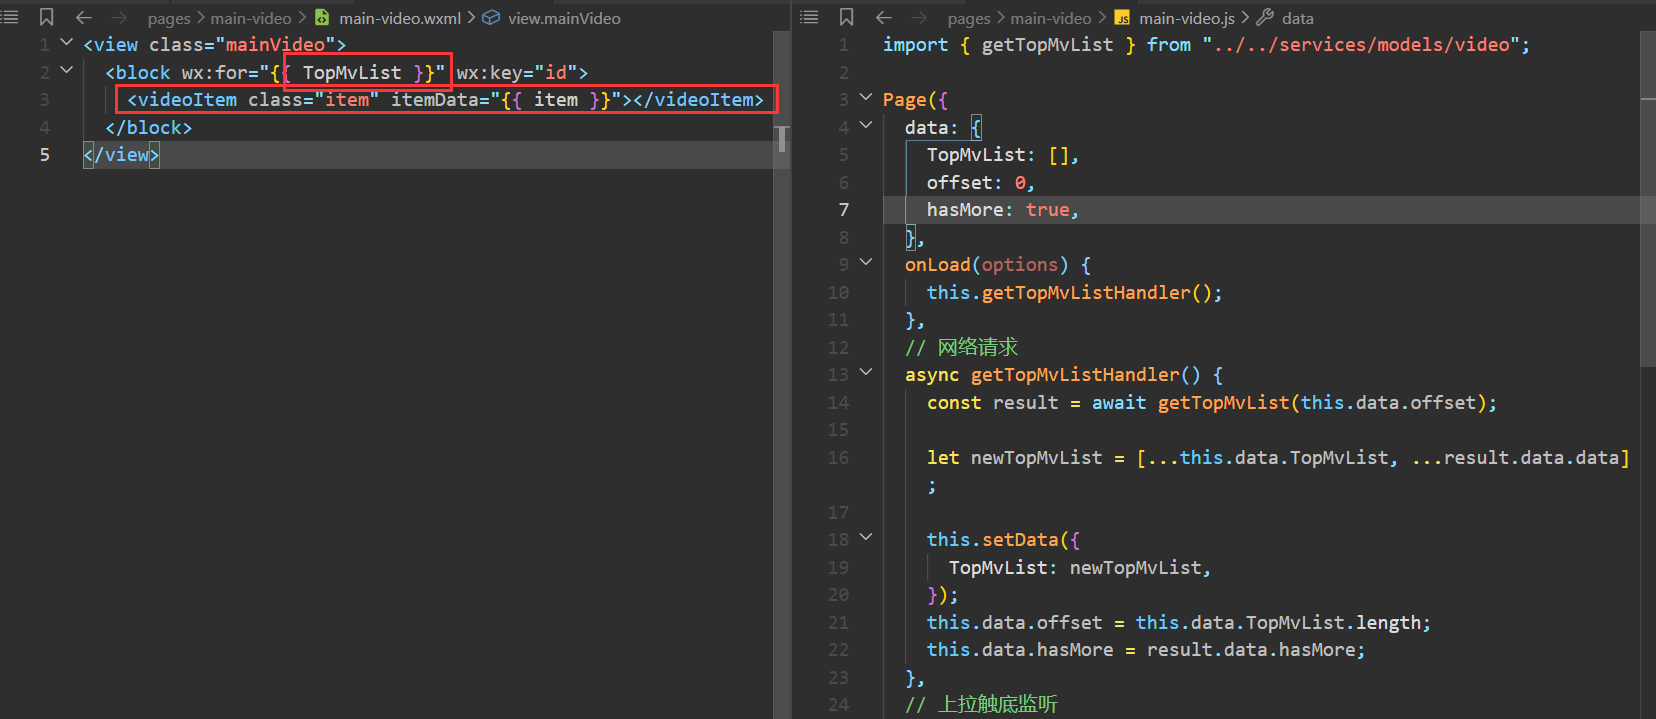 pages > main-video > main-video.wxml > view.mainVideo
1 <view class="mainVideo">
2 <block wx:for="{{ TopMvList }}" wx:key="id">
3 <videoItem class="item" itemData="{{ item }}"></videoItem>
4 </block>
5 </view>
pages > main-video > JS main-video.js > data
1 import { getTopMvList } from "../../services/models/video";
2
3 Page({
4 data: {
5 TopMvList: [],
6 offset: 0,
7 hasMore: true,
8 },
9 onLoad(options) {
10 this.getTopMvListHandler();
11 },
12 // 网络请求
13 async getTopMvListHandler() {
14 const result = await getTopMvList(this.data.offset);
15
16 let newTopMvList = [...this.data.TopMvList, ...result.data.data]
;
17
18 this.setData({
19 TopMvList: newTopMvList,
20 });
21 this.data.offset = this.data.TopMvList.length;
22 this.data.hasMore = result.data.hasMore;
23 },
24 // 上拉触底监听